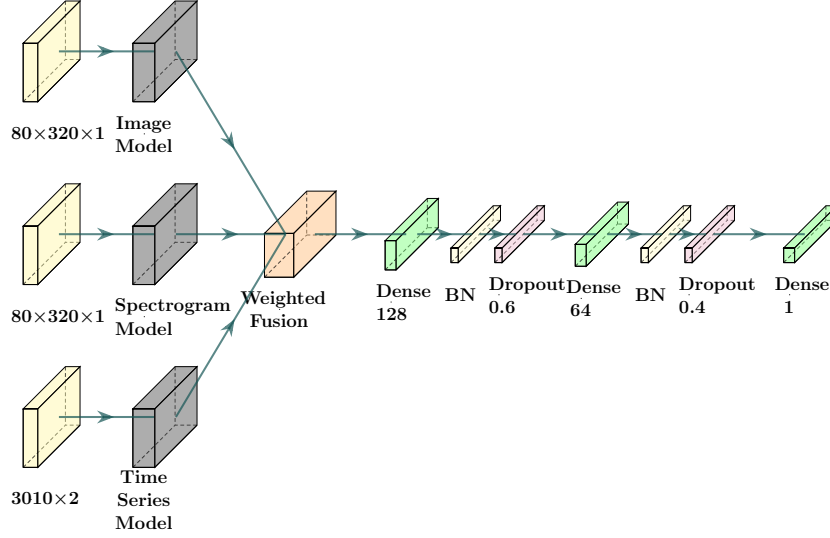 80×320×1
Image
Model
80×320×1
Spectrogram
Model
3010×2
Time
Series
Model
Weighted
Fusion
Dense
128
BN
Dropout
0.6
Dense
64
BN
Dropout
0.4
Dense
1